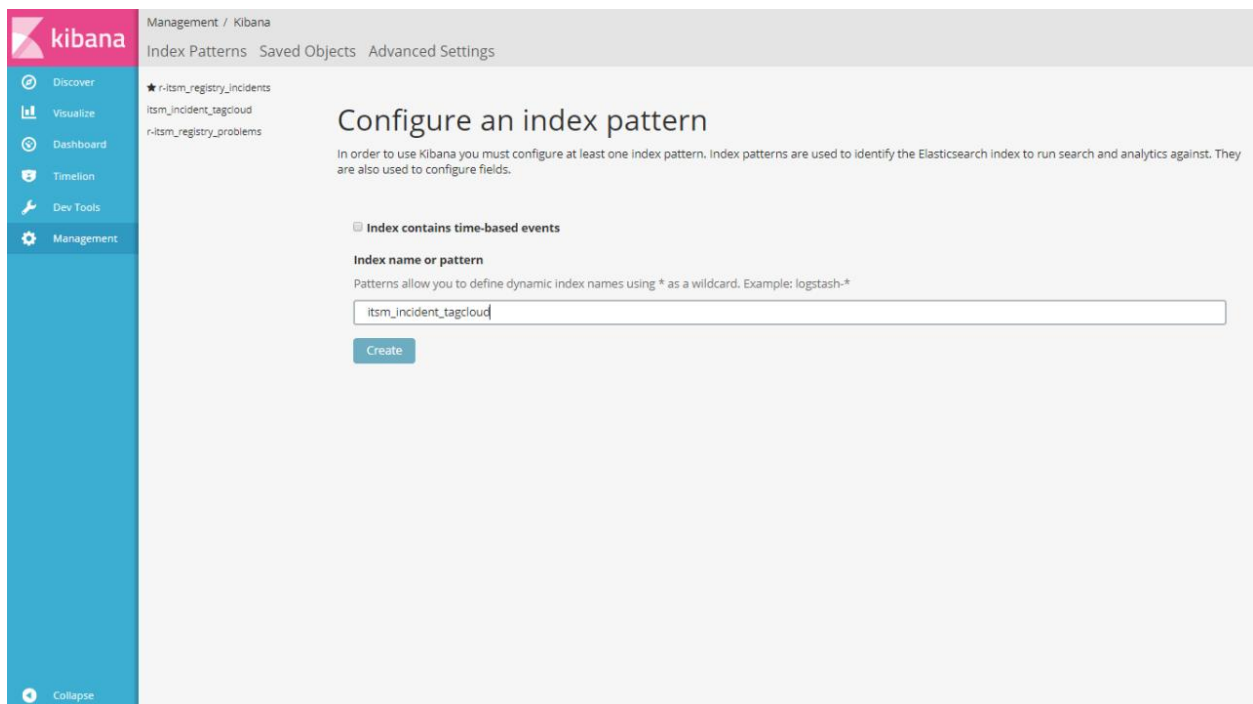 kibana
Discover
Visualize
Dashboard
Timelion
Dev Tools
Management
Collapse
Management / Kibana
Index Patterns Saved Objects Advanced Settings
★ r-itsm_registry_incidents
itsm_incident_tagcloud
r-itsm_registry_problems
Configure an index pattern
In order to use Kibana you must configure at least one index pattern. Index patterns are used to identify the Elasticsearch index to run search and analytics against. They
are also used to configure fields.
Index contains time-based events
Index name or pattern
Patterns allow you to define dynamic index names using * as a wildcard. Example: logstash-*
itsm_incident_tagcloud
Create